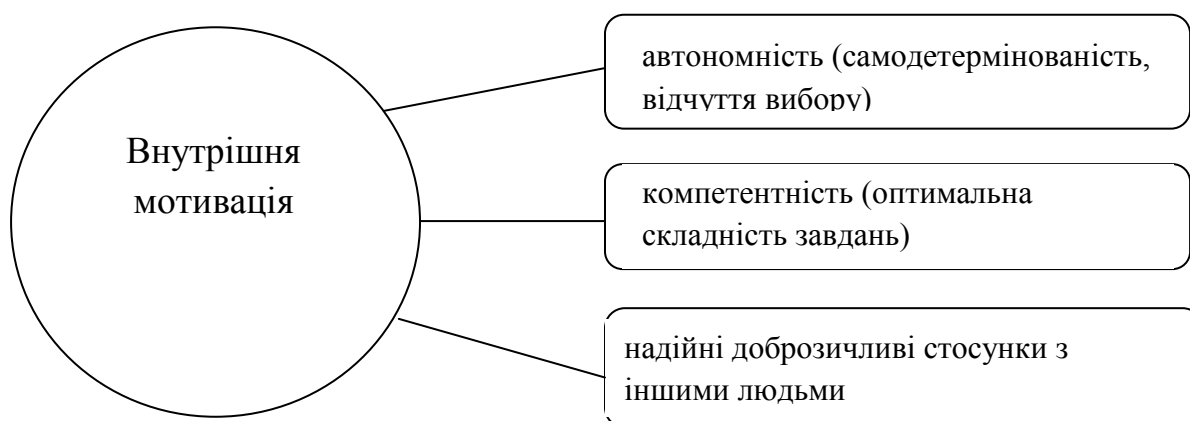 Внутрішня
мотивація
автономність (самодетермінованість,
відчуття вибору)
компетентність (оптимальна
складність завдань)
надійні доброзичливі стосунки з
іншими людьми